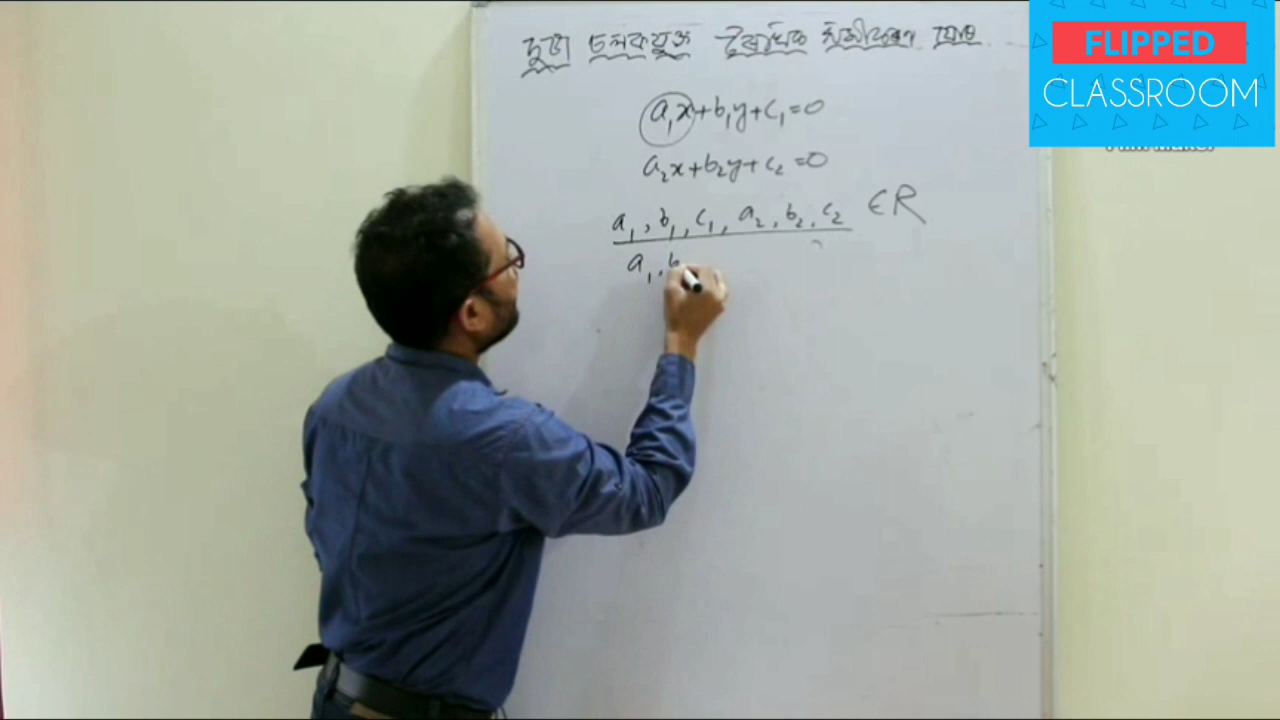 দুটা চলকযুক্ত ৰৈখিক সমীকৰণ যোৰ
a₁x+b₁y+c₁=0
a₂x+b₂y+c₂=0
a₁, b₁, c₁, a₂, b₂, c₂ ∈R
a₁, b
FLIPPED
CLASSROOM